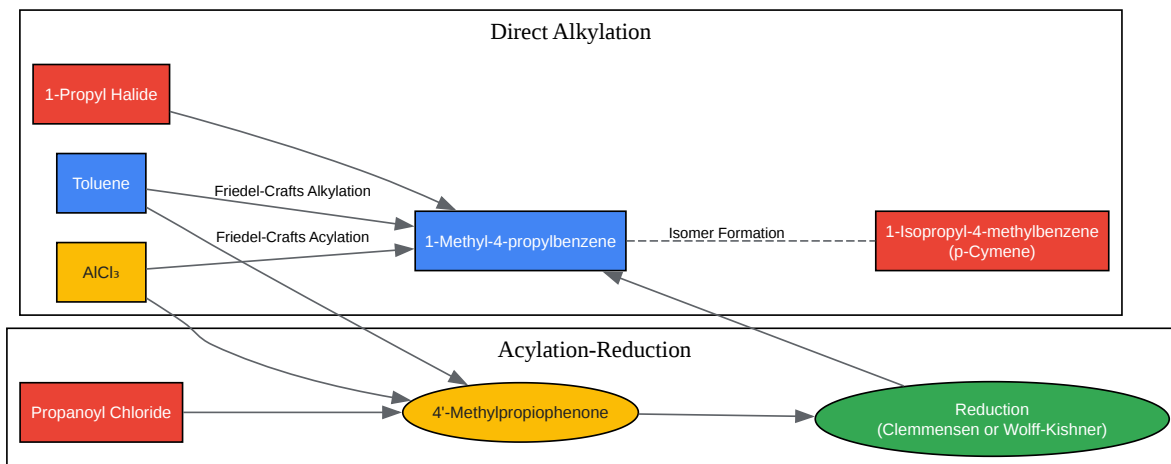 Direct Alkylation
1-Propyl Halide
Toluene
Friedel-Crafts Alkylation
Friedel-Crafts Acylation
AlCl₃
1-Methyl-4-propylbenzene
Isomer Formation
1-Isopropyl-4-methylbenzene
(p-Cymene)
Acylation-Reduction
Propanoyl Chloride
4'-Methylpropiophenone
Reduction
(Clemmensen or Wolff-Kishner)